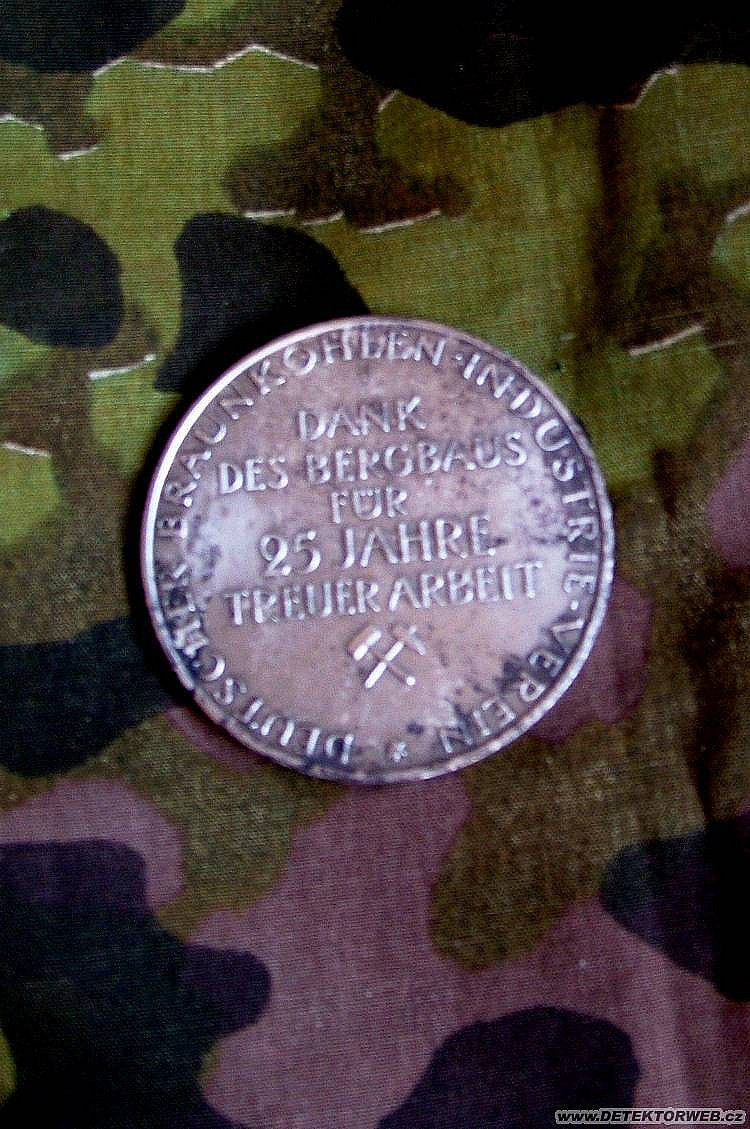 DEUTSCHER BRAUNKOHLEN·INDUSTRIE·VEREIN *
DANK
DES BERGBAUS
FÜR
25 JAHRE
TREUER ARBEIT
www.DETEKTORWEB.cz